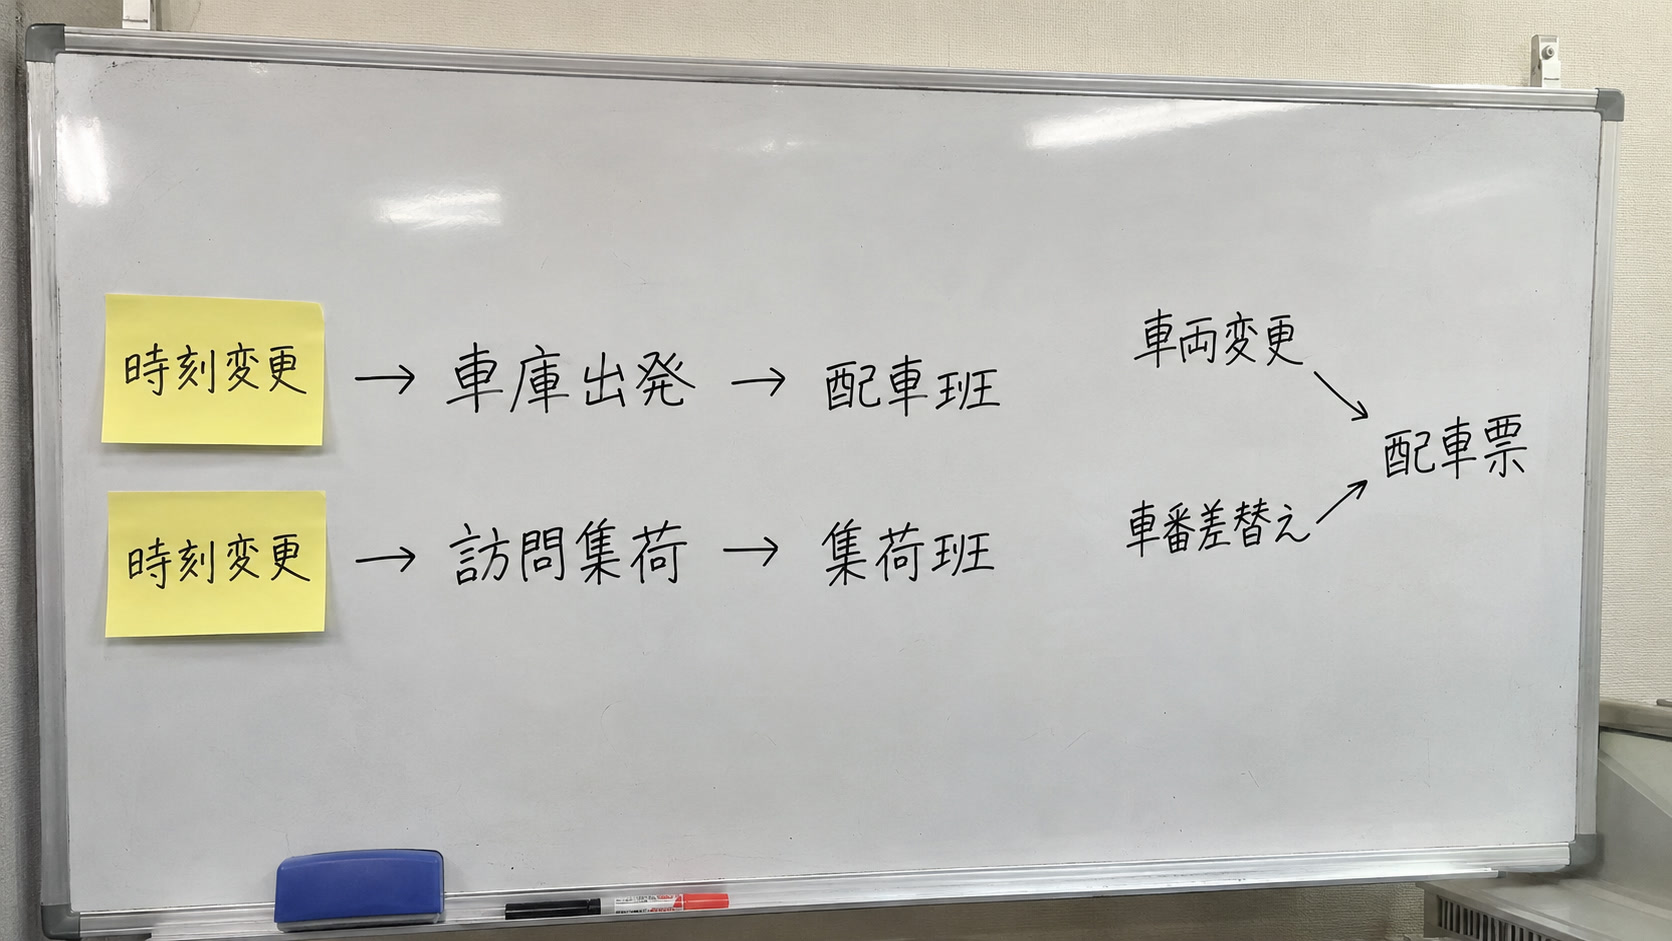 時刻変更 → 車庫出発 → 配車班
時刻変更 → 訪問集荷 → 集荷班
車両変更
車番差替え
配車票